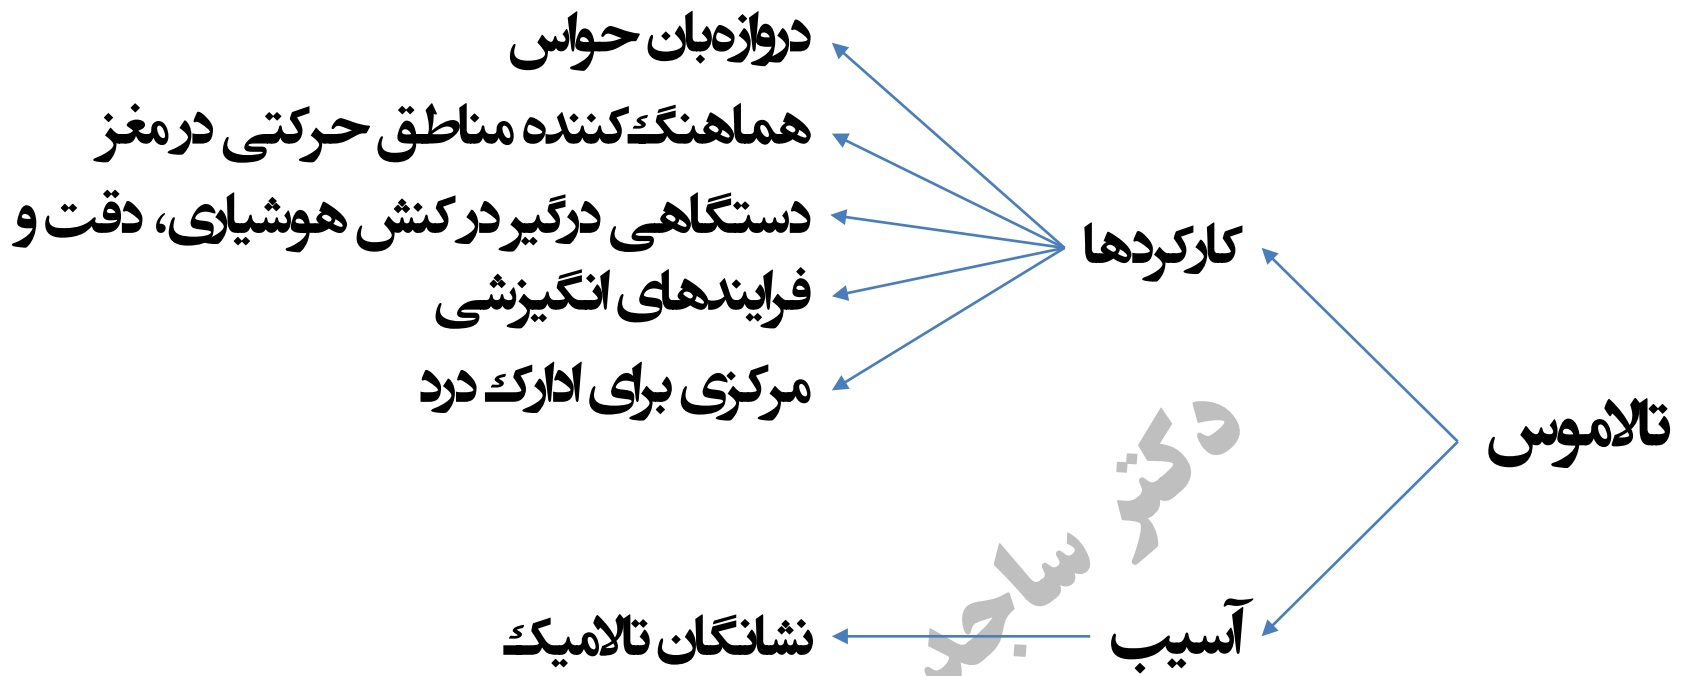 تالاموس
کارکردها
دروازه‌بان حواس
هماهنگ‌کننده مناطق حرکتی در مغز
دستگاهی درگیر در کنش هوشیاری، دقت و
فرایندهای انگیزشی
مرکزی برای ادارک درد
آسیب
نشانگان تالامیک
دکتر